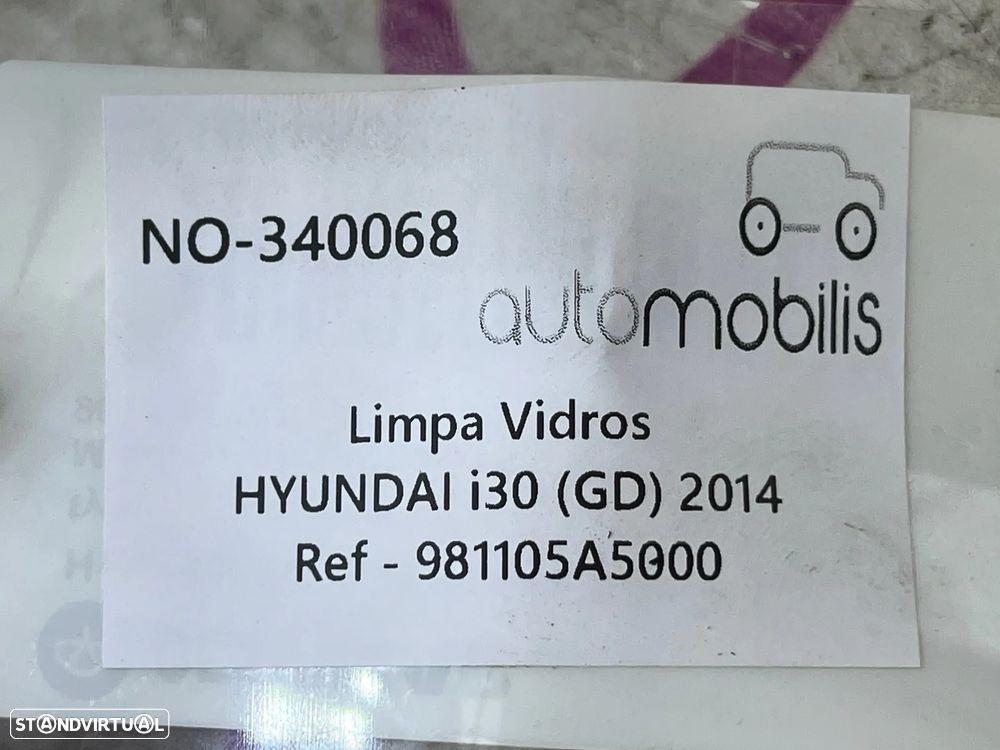 NO-340068
automobilis
Limpa Vidros
HYUNDAI i30 (GD) 2014
Ref - 981105A5000
STANDVIRTUAL